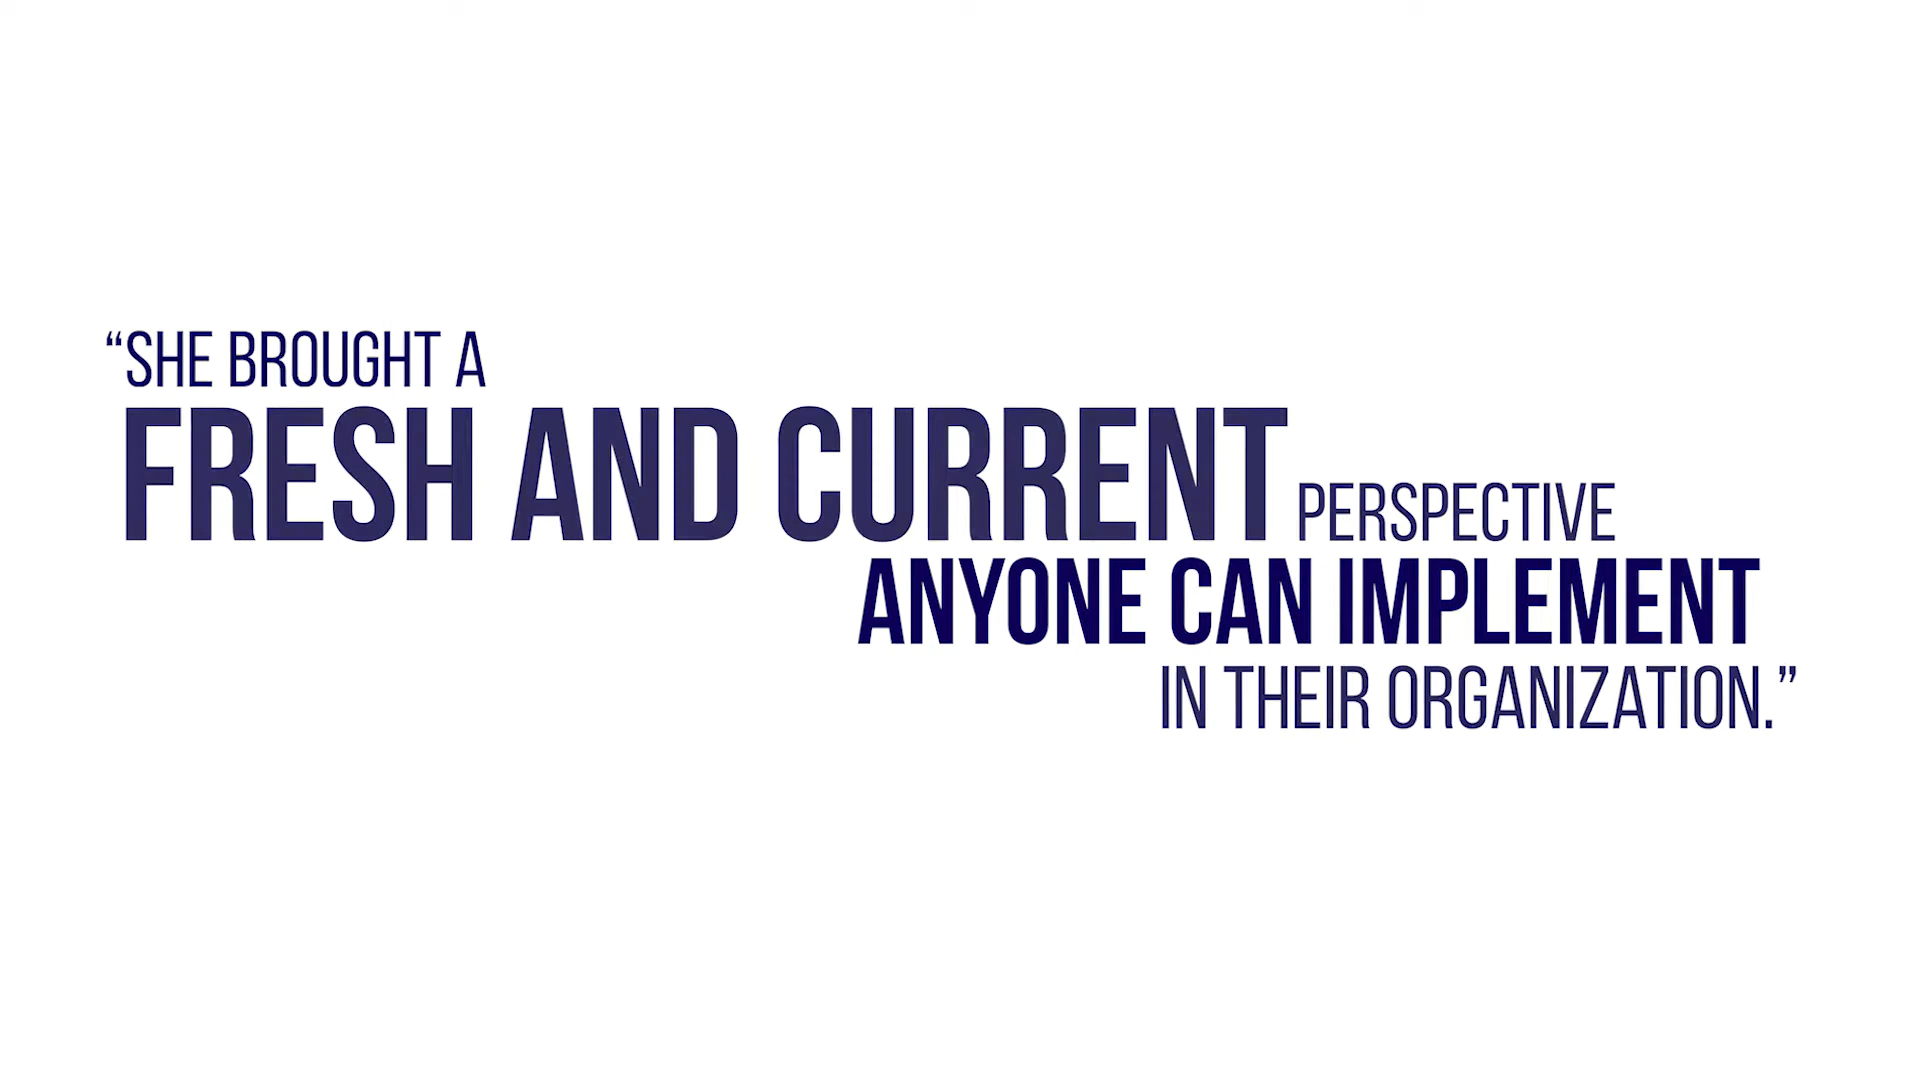 “SHE BROUGHT A
FRESH AND CURRENT PERSPECTIVE
ANYONE CAN IMPLEMENT
IN THEIR ORGANIZATION.”